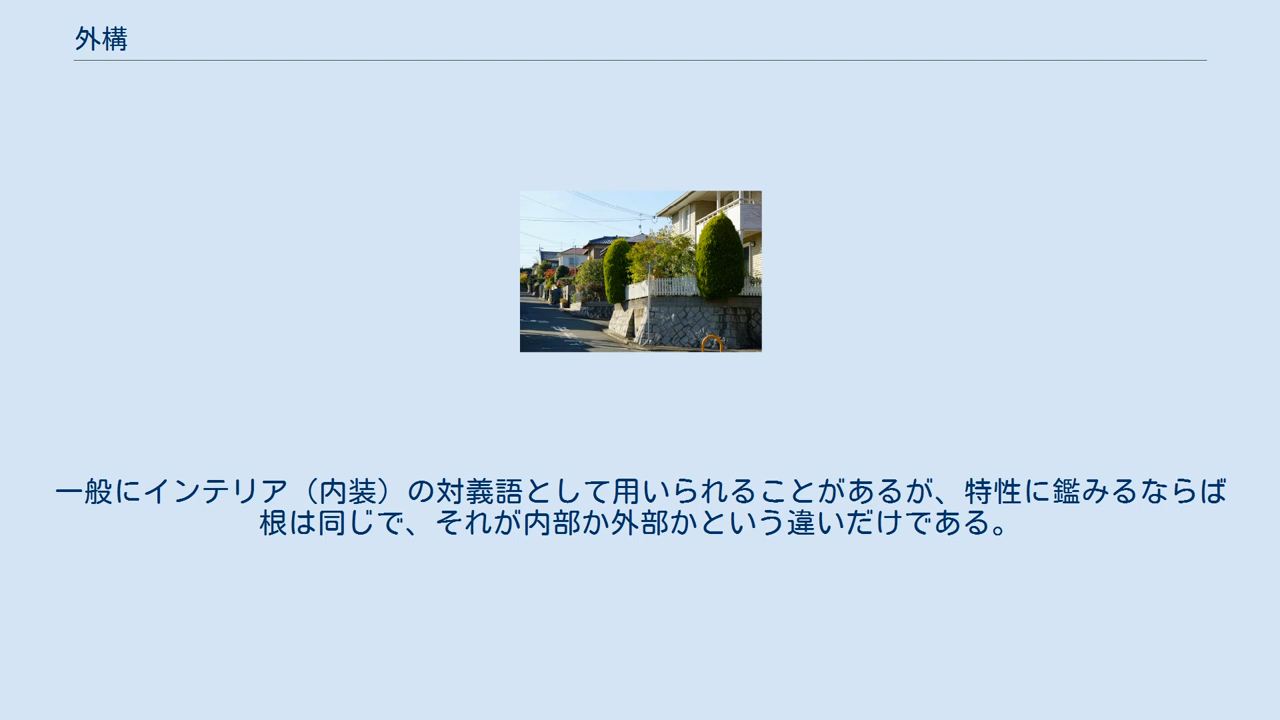 外構
一般にインテリア（内装）の対義語として用いられることがあるが、特性に鑑みるならば
根は同じで、それが内部か外部かという違いだけである。